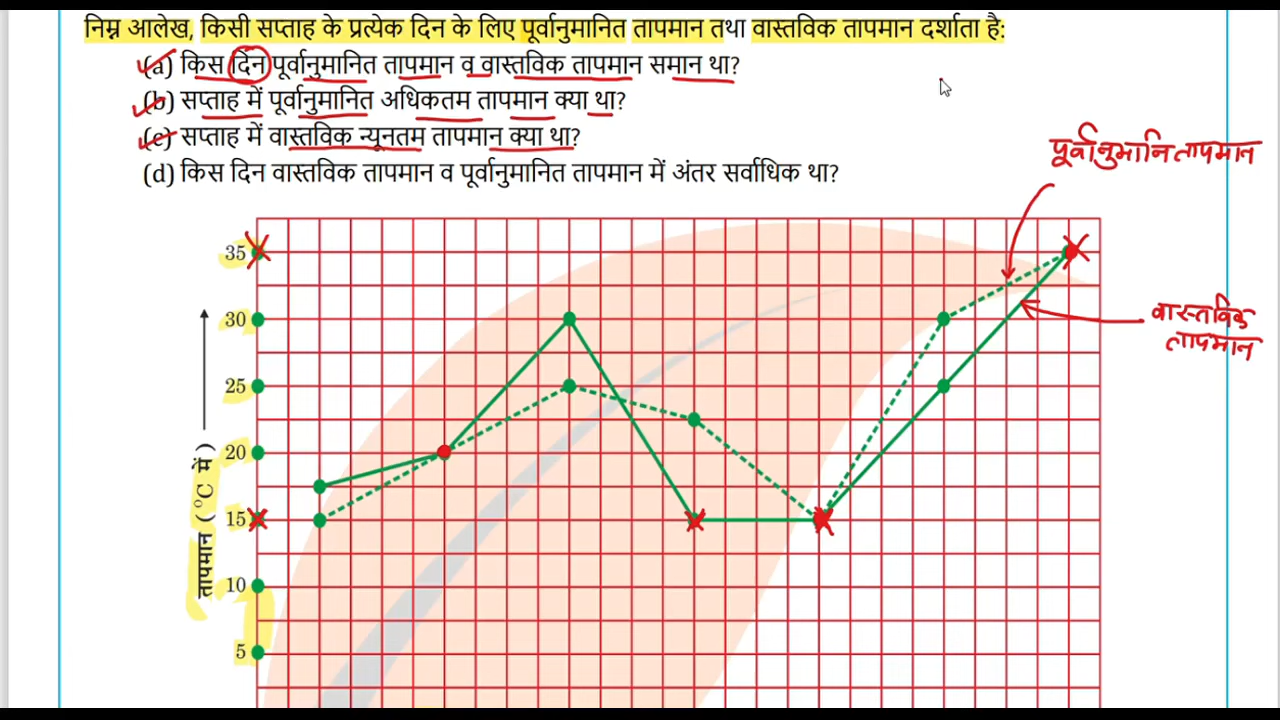 निम्न आलेख, किसी सप्ताह के प्रत्येक दिन के लिए पूर्वानुमानित तापमान तथा वास्तविक तापमान दर्शाता है:
(a) किस दिन पूर्वानुमानित तापमान व वास्तविक तापमान समान था?
(b) सप्ताह में पूर्वानुमानित अधिकतम तापमान क्या था?
(c) सप्ताह में वास्तविक न्यूनतम तापमान क्या था?
(d) किस दिन वास्तविक तापमान व पूर्वानुमानित तापमान में अंतर सर्वाधिक था?
पूर्वानुमानि तापमान
वास्तविक
तापमान
35
30
25
20
15
10
5
तापमान (°C में)